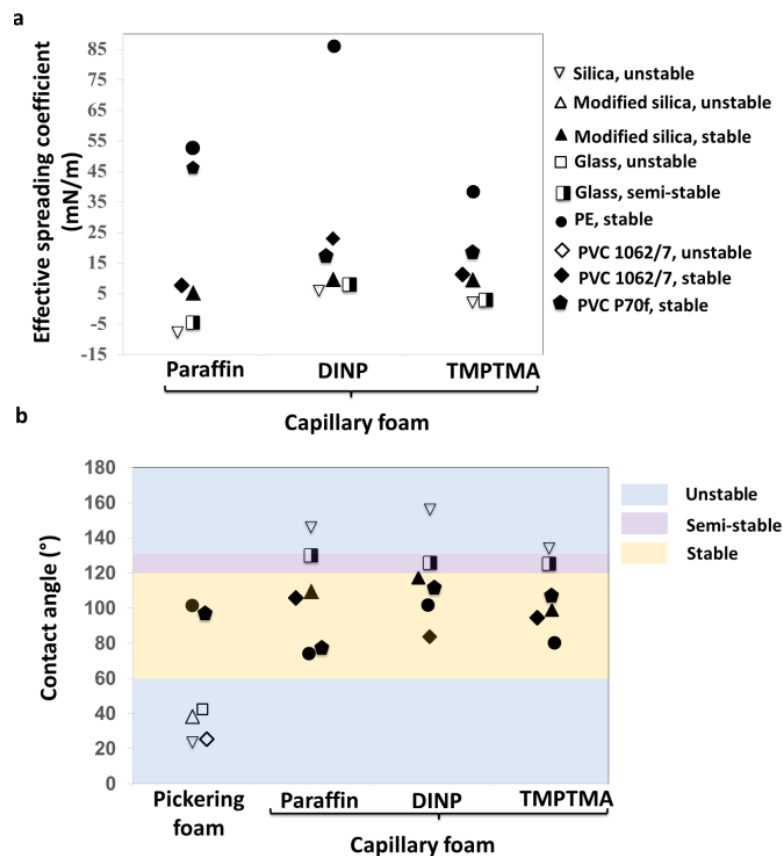 a
Effective spreading coefficient
(mN/m)
85
75
65
55
45
35
25
15
5
-5
-15
Paraffin DINP TMPTMA
Capillary foam
Silica, unstable
Modified silica, unstable
Modified silica, stable
Glass, unstable
Glass, semi-stable
PE, stable
PVC 1062/7, unstable
PVC 1062/7, stable
PVC P70f, stable
b
Contact angle (°)
180
160
140
120
100
80
60
40
20
0
Pickering
foam
Paraffin DINP TMPTMA
Capillary foam
Unstable
Semi-stable
Stable